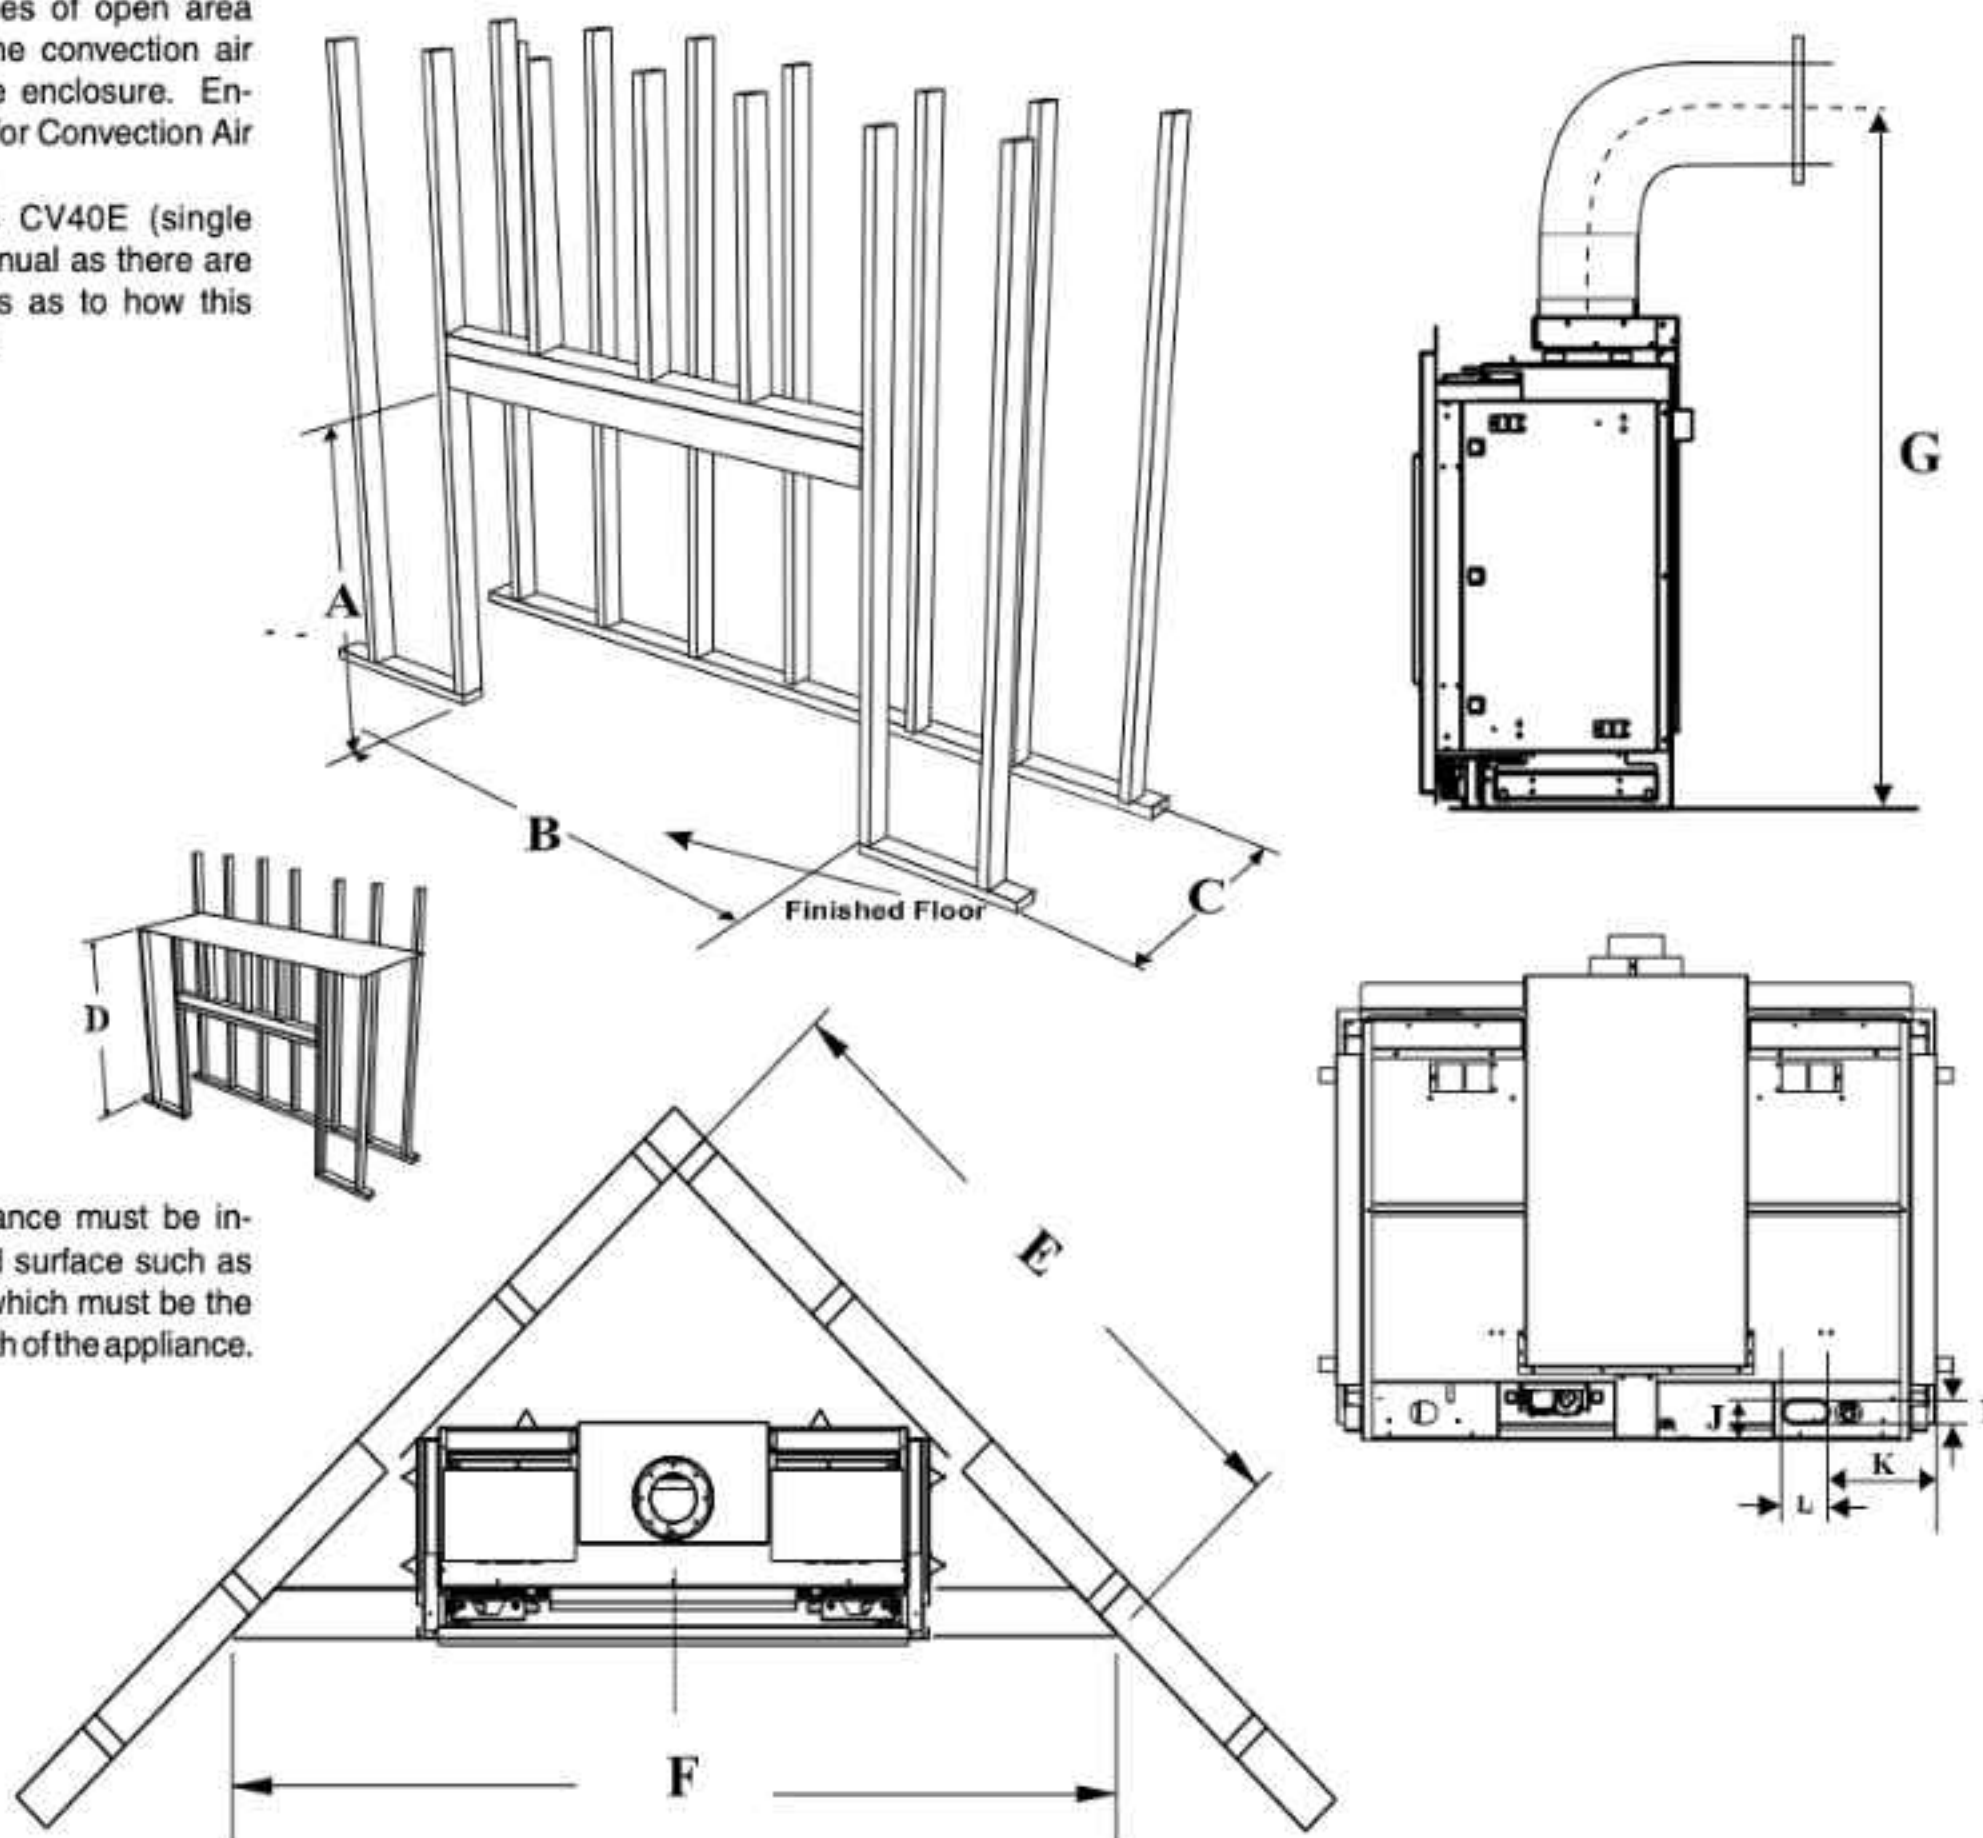 es of open area
ne convection air
e enclosure. En-
or Convection Air
CV40E (single
nual as there are
s as to how this
A
B
C
Finished Floor
G
D
ance must be in-
surface such as
which must be the
h of the appliance.
E
F
J
K
L